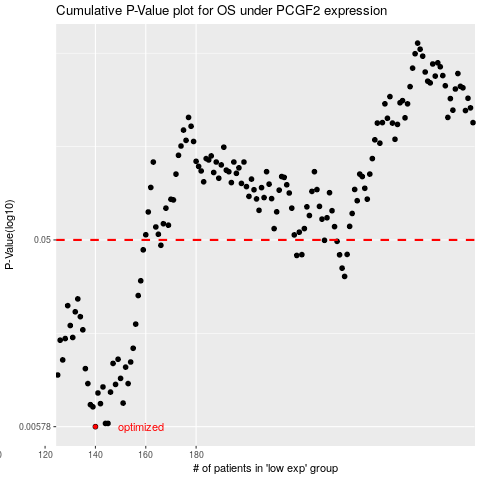 Cumulative P-Value plot for OS under PCGF2 expression
P-Value(log10)
0.05
0.00578
optimized
0 120 140 160 180
# of patients in 'low exp' group